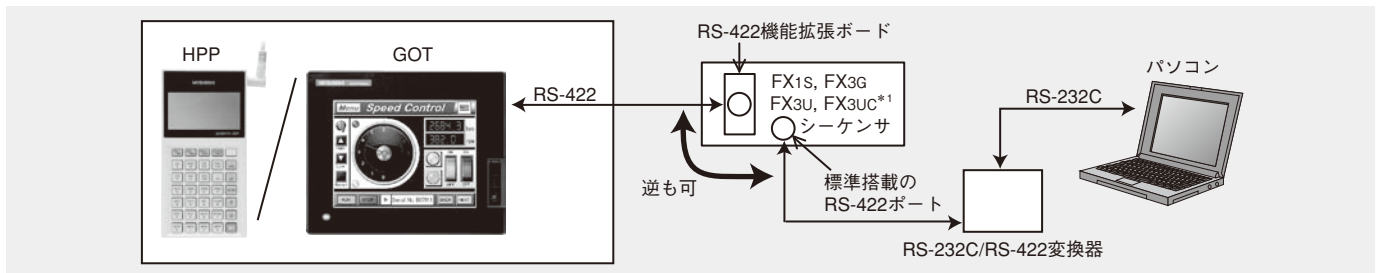 RS-422機能拡張ボード
HPP
GOT
パソコン
MITSUBISHI
Menu Speed Control
RS-422
FX1S, FX3G
FX3U, FX3UC*1
シーケンサ
RS-232C
逆も可
標準搭載の
RS-422ポート
RS-232C/RS-422変換器